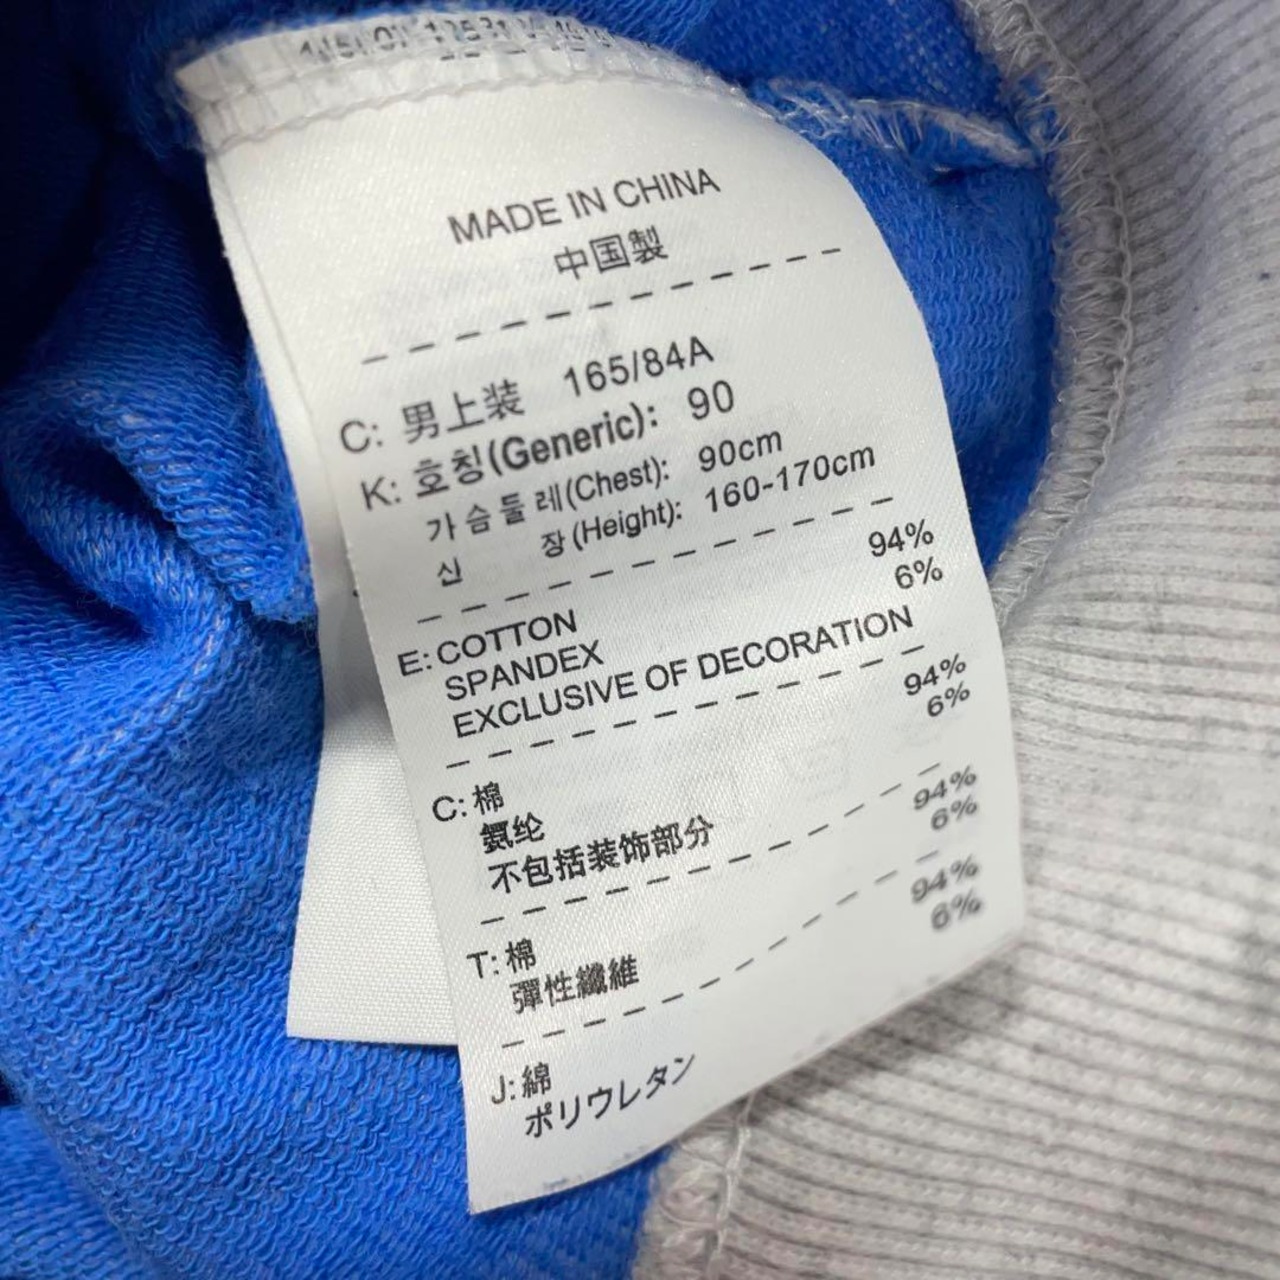 MADE IN CHINA
中国製
C: 男上装 165/84A
K: 호칭(Generic): 90
가슴둘레(Chest): 90cm
신 장(Height): 160-170cm
E: COTTON 94%
SPANDEX 6%
EXCLUSIVE OF DECORATION
C: 棉 94%
氨纶 6%
不包括装饰部分
T: 棉 94%
彈性纖維 6%
J: 綿 94%
ポリウレタン 6%